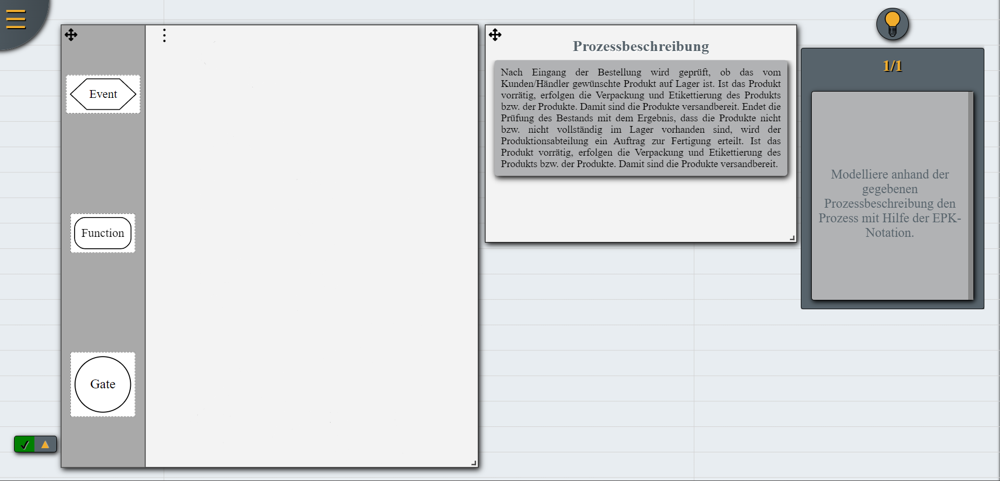 Event
Function
Gate
Prozessbeschreibung
Nach Eingang der Bestellung wird geprüft, ob das vom
Kunden/Händler gewünschte Produkt auf Lager ist. Ist das Produkt
vorrätig, erfolgen die Verpackung und Etikettierung des Produkts
bzw. der Produkte. Damit sind die Produkte versandbereit. Endet die
Prüfung des Bestands mit dem Ergebnis, dass die Produkte nicht
bzw. nicht vollständig im Lager vorhanden sind, wird der
Produktionsabteilung ein Auftrag zur Fertigung erteilt. Ist das
Produkt vorrätig, erfolgen die Verpackung und Etikettierung des
Produkts bzw. der Produkte. Damit sind die Produkte versandbereit.
1/1
Modelliere anhand der
gegebenen
Prozessbeschreibung den
Prozess mit Hilfe der EPK-
Notation.